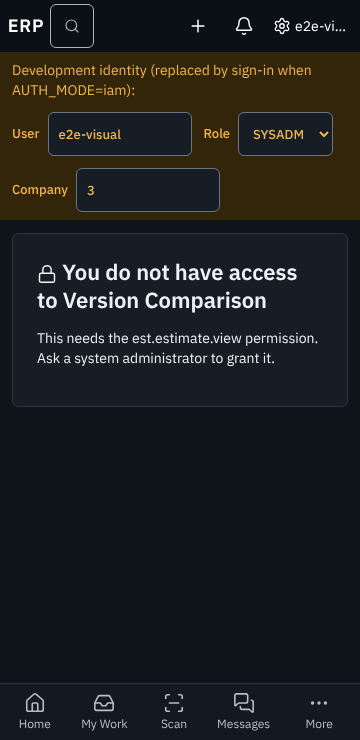 ERP
e2e-vi...
Development identity (replaced by sign-in when
AUTH_MODE=iam):
User
e2e-visual
Role
SYSADM
Company
3
You do not have access
to Version Comparison
This needs the est.estimate.view permission.
Ask a system administrator to grant it.
Home
My Work
Scan
Messages
More